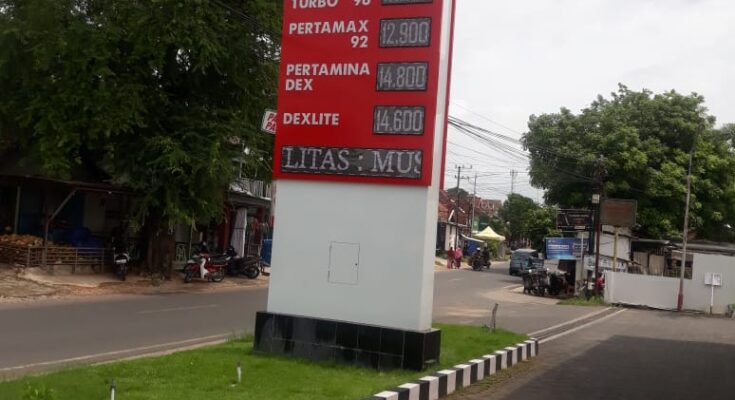 TURBO 98
PERTAMAX 92 12.900
PERTAMINA DEX 14.800
DEXLITE 14.600
LITAS : MUS